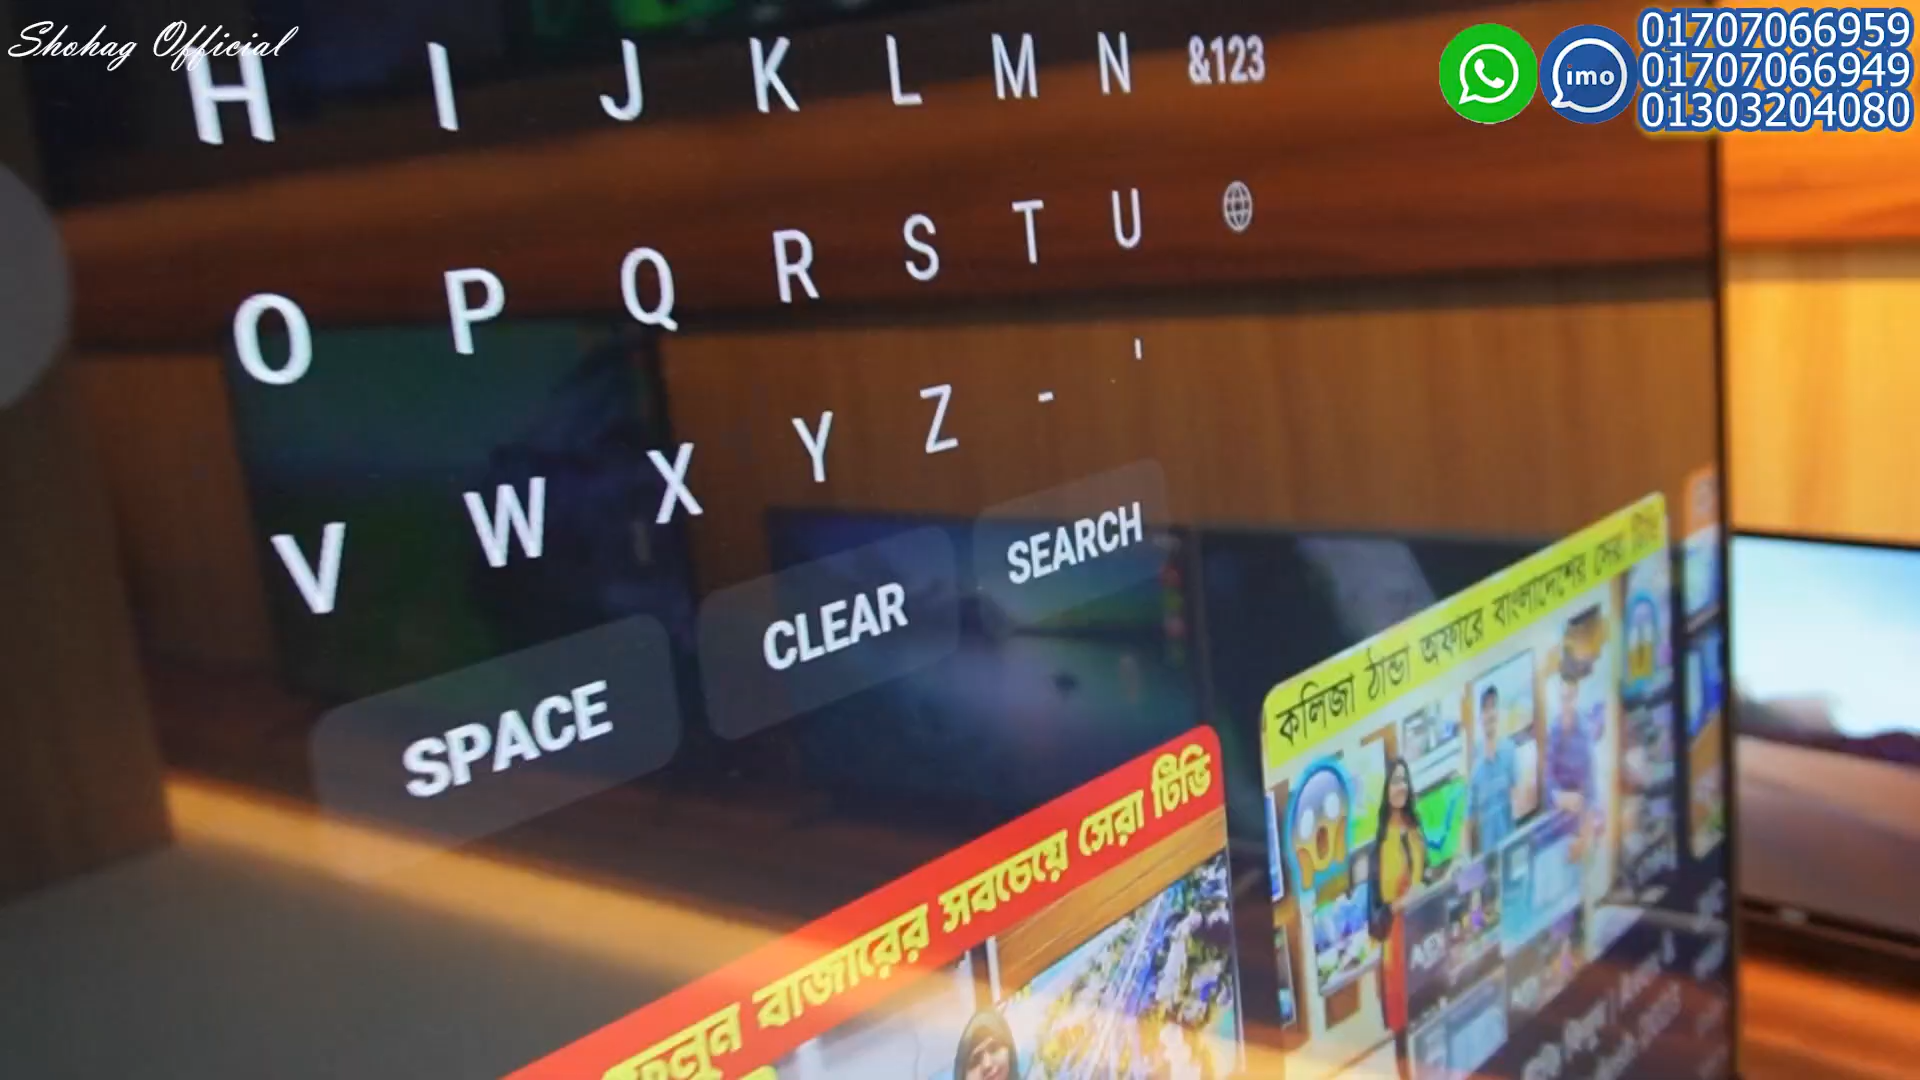 Shohag Official
01707066959
imo 01707066949
01303204080
H I J K L M N &123
O P Q R S T U
V W X Y Z - '
SPACE CLEAR SEARCH
কলিজা ঠান্ডা অফারে বাংলাদেশের সেরা টিভি
বাজারের সবচেয়ে সেরা টিভি